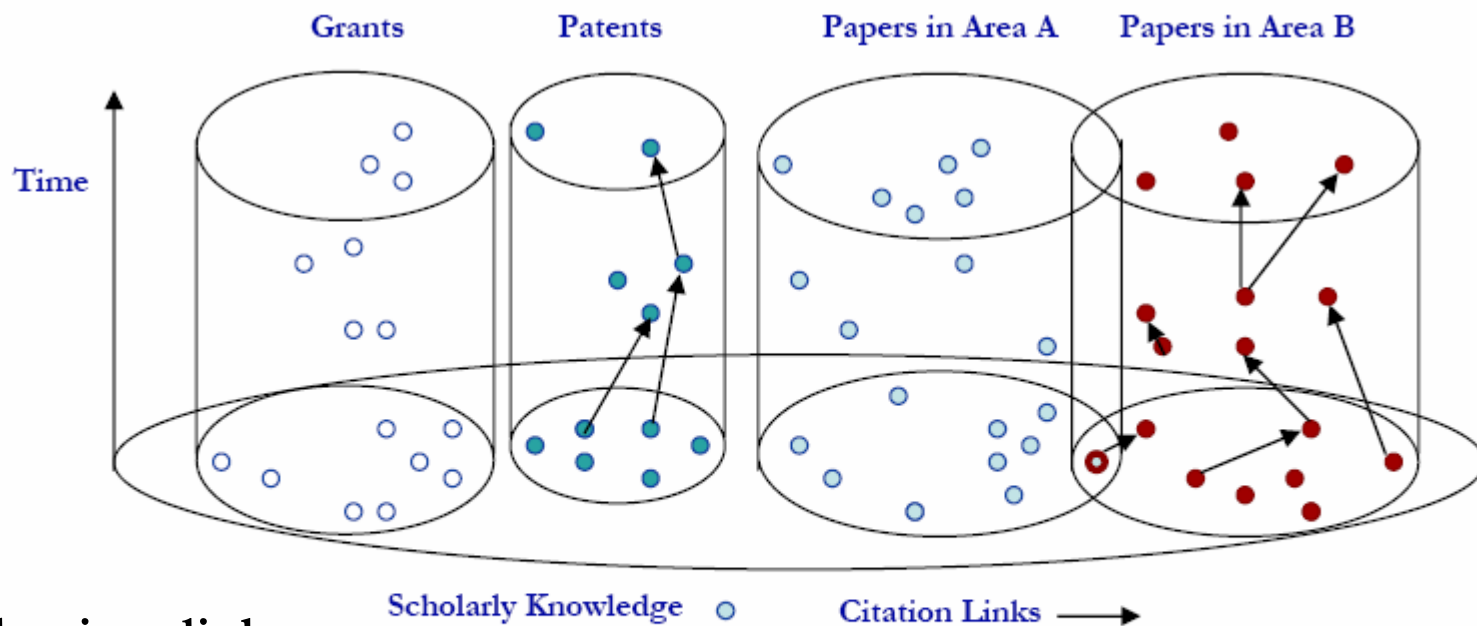 Grants Patents Papers in Area A Papers in Area B
Time
Scholarly Knowledge Citation Links